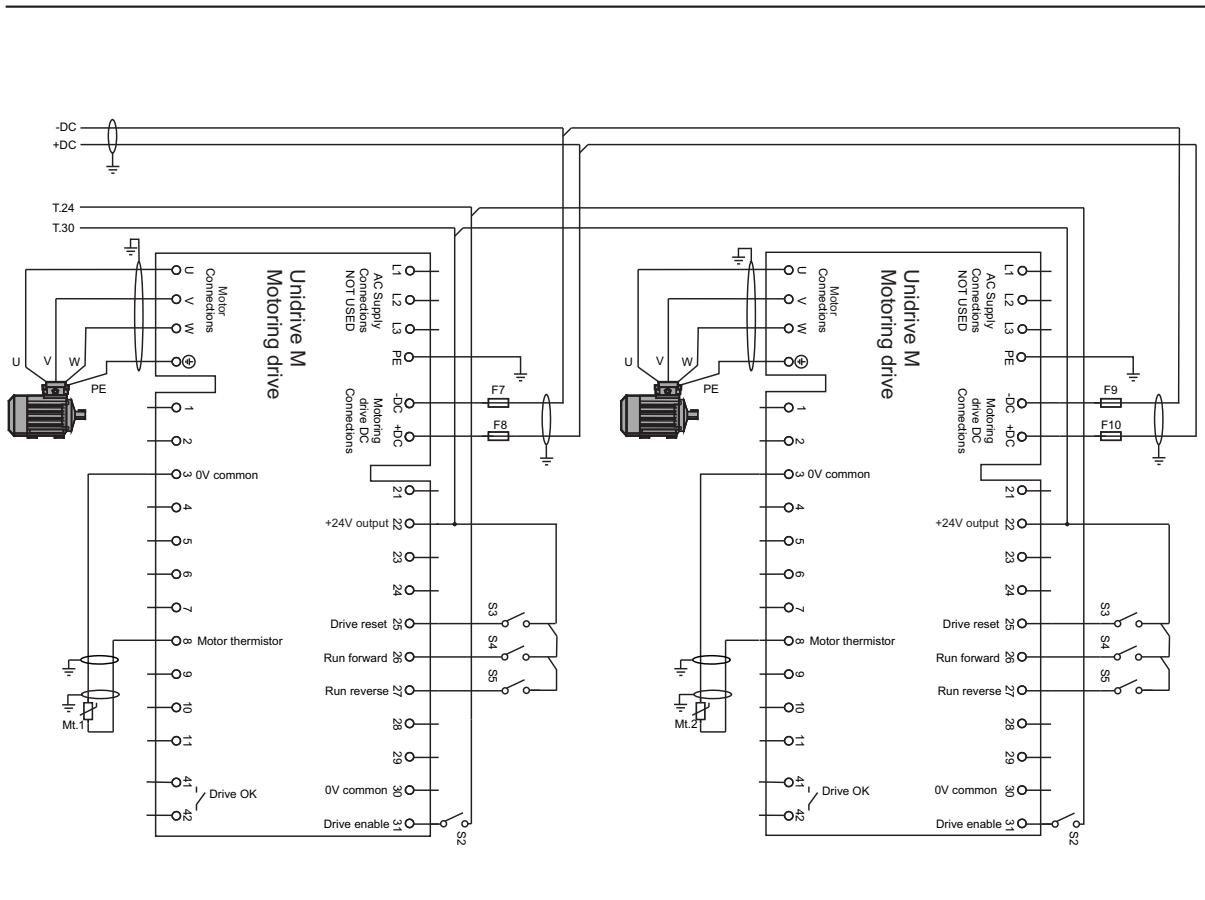 -DC
+DC
T.24
T.30
U
V
W
Motor
Connections
Unidrive M
Motoring drive
AC Supply
Connections
NOT USED
L1
L2
L3
PE
U
V
W
PE
Motoring
drive DC
Connections
-DC
+DC
F7
F8
1
2
3
0V common
4
5
6
7
8
Motor thermistor
9
10
11
41
42
Drive OK
Mt.1
21
+24V output
22
23
24
Drive reset
25
Run forward
26
Run reverse
27
28
29
0V common
30
Drive enable
31
S3
S4
S5
S2
U
V
W
Motor
Connections
Unidrive M
Motoring drive
AC Supply
Connections
NOT USED
L1
L2
L3
PE
U
V
W
PE
Motoring
drive DC
Connections
-DC
+DC
F9
F10
1
2
3
0V common
4
5
6
7
8
Motor thermistor
9
10
11
41
42
Drive OK
Mt.2
21
+24V output
22
23
24
Drive reset
25
Run forward
26
Run reverse
27
28
29
0V common
30
Drive enable
31
S3
S4
S5
S2